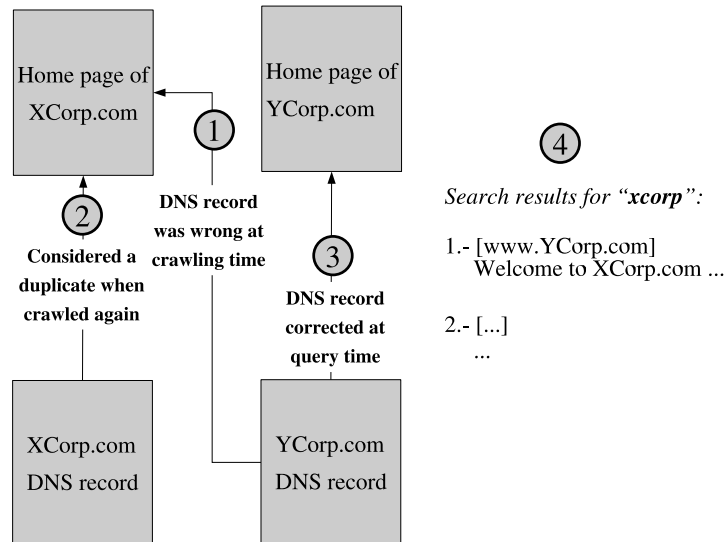 Home page of
XCorp.com
Home page of
YCorp.com
1
DNS record
was wrong at
crawling time
2
Considered a
duplicate when
crawled again
3
DNS record
corrected at
query time
XCorp.com
DNS record
YCorp.com
DNS record
4
Search results for “xcorp”:
1.- [www.YCorp.com]
Welcome to XCorp.com ...
2.- [...]
...